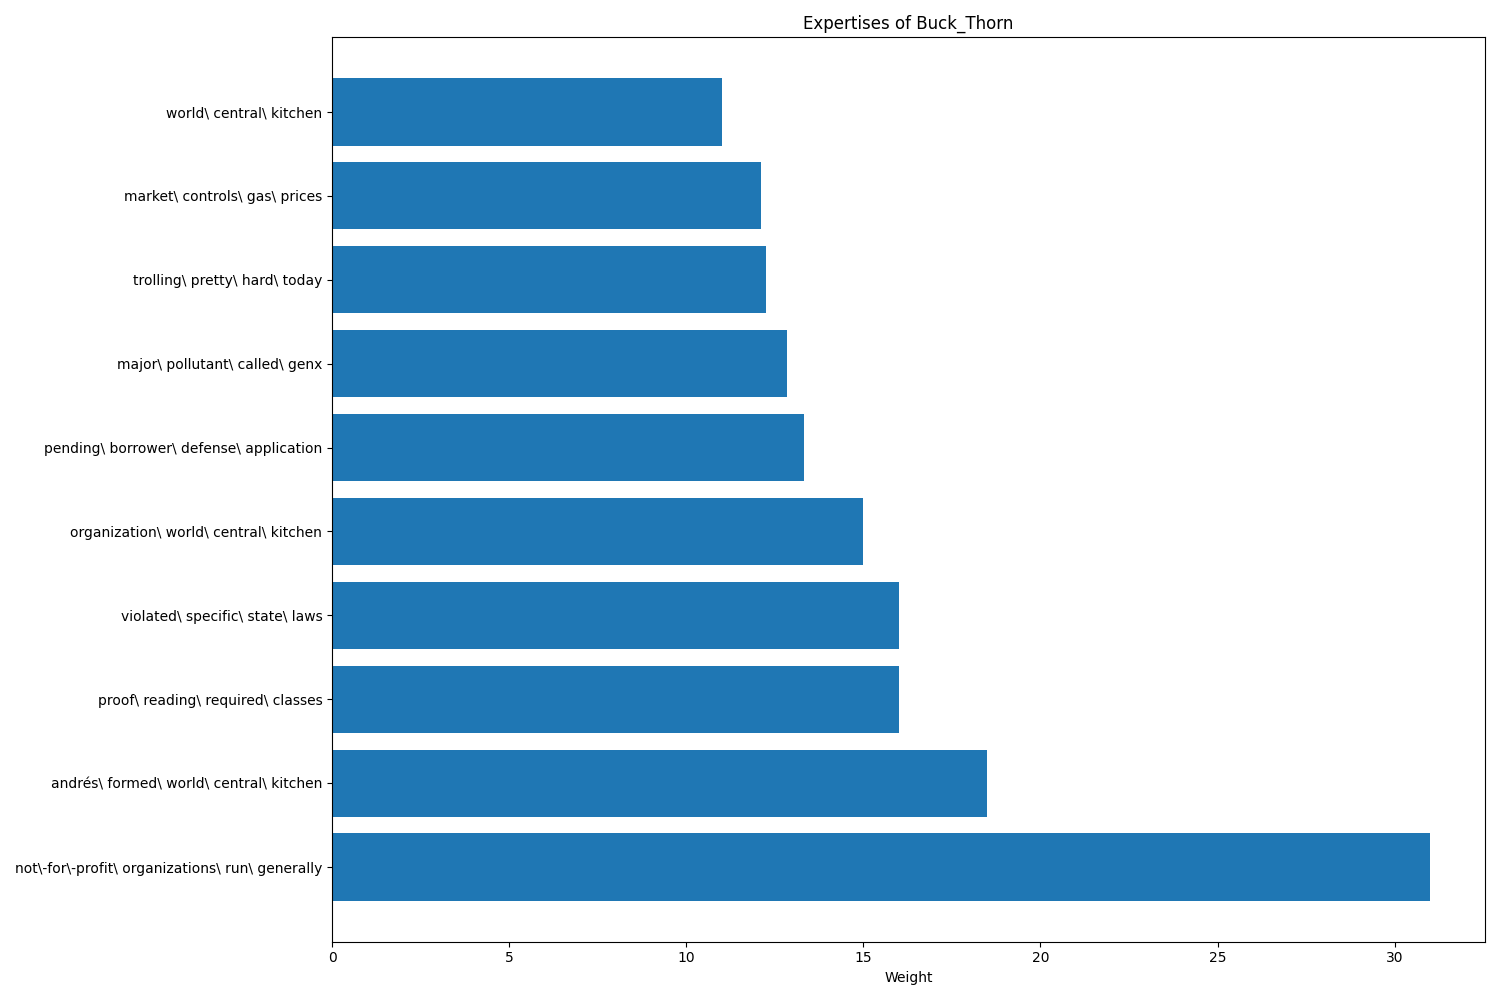 Expertises of Buck_Thorn
world\ central\ kitchen
market\ controls\ gas\ prices
trolling\ pretty\ hard\ today
major\ pollutant\ called\ genx
pending\ borrower\ defense\ application
organization\ world\ central\ kitchen
violated\ specific\ state\ laws
proof\ reading\ required\ classes
andrés\ formed\ world\ central\ kitchen
not\-for\-profit\ organizations\ run\ generally
0 5 10 15 20 25 30
Weight